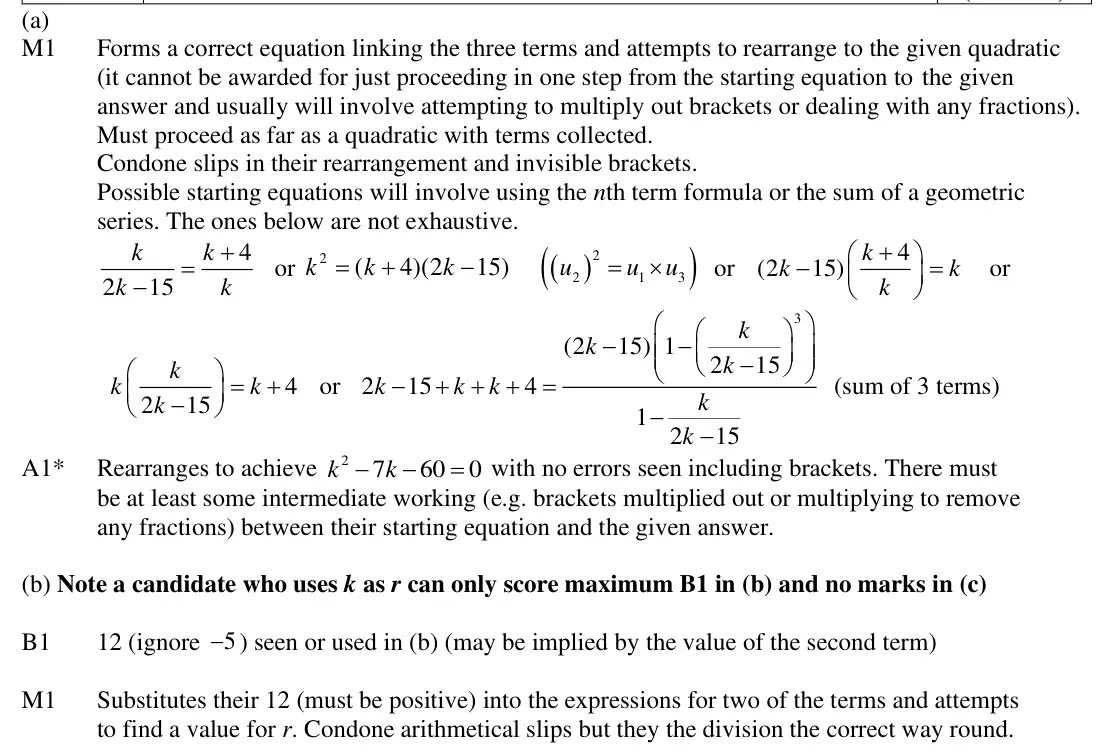 (a)
M1 Forms a correct equation linking the three terms and attempts to rearrange to the given quadratic
(it cannot be awarded for just proceeding in one step from the starting equation to the given
answer and usually will involve attempting to multiply out brackets or dealing with any fractions).
Must proceed as far as a quadratic with terms collected.
Condone slips in their rearrangement and invisible brackets.
Possible starting equations will involve using the nth term formula or the sum of a geometric
series. The ones below are not exhaustive.
k/(2k−15) = (k+4)/k or k² = (k+4)(2k−15) ((u₂)² = u₁×u₃) or (2k−15)((k+4)/k) = k or
k(k/(2k−15)) = k+4 or 2k−15+k+k+4 = (2k−15)(1−(k/(2k−15))³)/(1−k/(2k−15)) (sum of 3 terms)
A1* Rearranges to achieve k²−7k−60=0 with no errors seen including brackets. There must
be at least some intermediate working (e.g. brackets multiplied out or multiplying to remove
any fractions) between their starting equation and the given answer.
(b) Note a candidate who uses k as r can only score maximum B1 in (b) and no marks in (c)
B1 12 (ignore −5) seen or used in (b) (may be implied by the value of the second term)
M1 Substitutes their 12 (must be positive) into the expressions for two of the terms and attempts
to find a value for r. Condone arithmetical slips but they the division the correct way round.